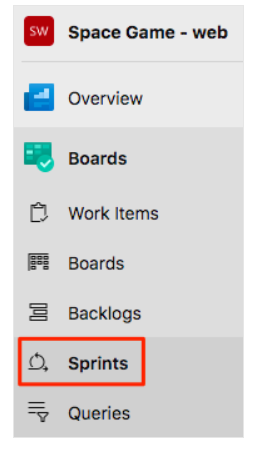 SW Space Game - web
Overview
Boards
Work Items
Boards
Backlogs
Sprints
Queries